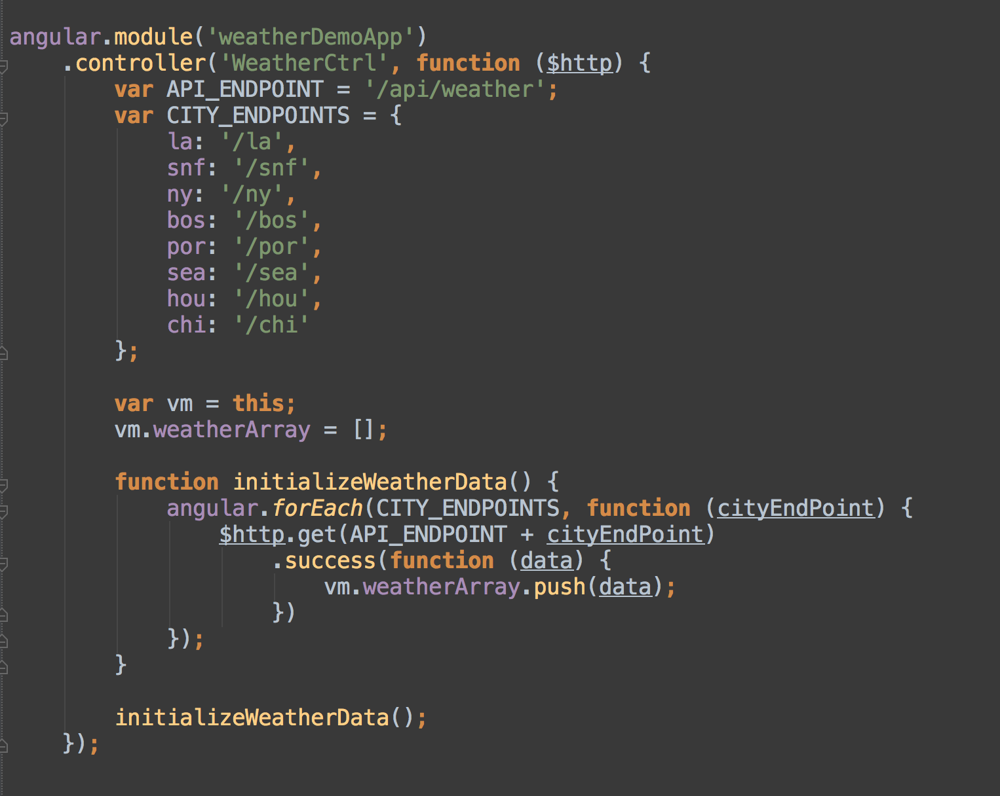 angular.module('weatherDemoApp')
    .controller('WeatherCtrl', function ($http) {
        var API_ENDPOINT = '/api/weather';
        var CITY_ENDPOINTS = {
            la: '/la',
            snf: '/snf',
            ny: '/ny',
            bos: '/bos',
            por: '/por',
            sea: '/sea',
            hou: '/hou',
            chi: '/chi'
        };

        var vm = this;
        vm.weatherArray = [];

        function initializeWeatherData() {
            angular.forEach(CITY_ENDPOINTS, function (cityEndPoint) {
                $http.get(API_ENDPOINT + cityEndPoint)
                    .success(function (data) {
                        vm.weatherArray.push(data);
                    })
            });
        }

        initializeWeatherData();
    });